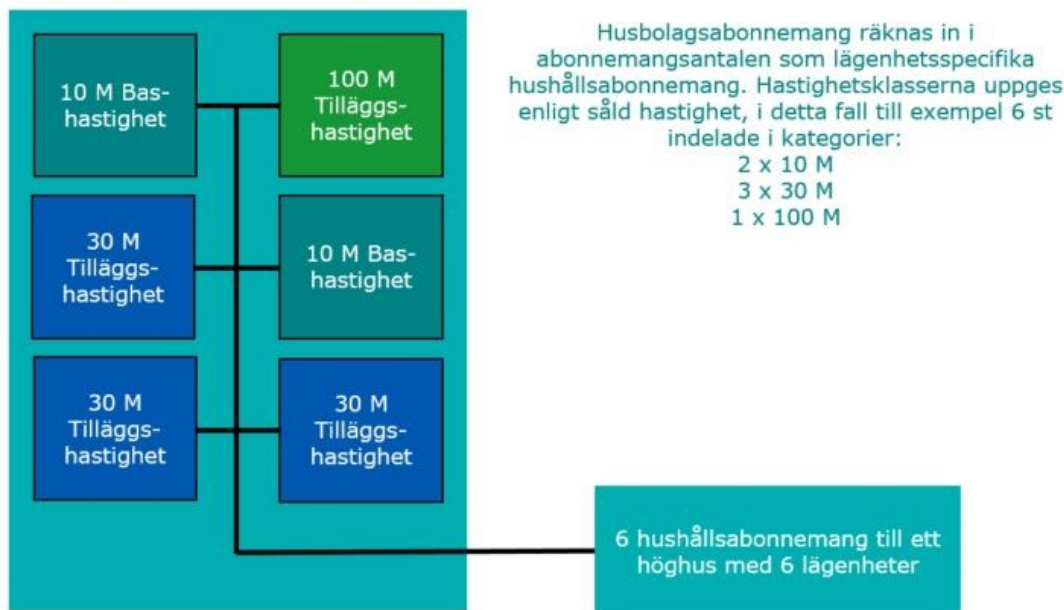 10 M Bas-
hastighet
100 M
Tilläggs-
hastighet
30 M
Tilläggs-
hastighet
10 M Bas-
hastighet
30 M
Tilläggs-
hastighet
30 M
Tilläggs-
hastighet
Husbolagsabonnemang räknas in i
abonnemangsantalen som lägenhetsspecifika
hushållsabonnemang. Hastighetsklasserna uppges
enligt såld hastighet, i detta fall till exempel 6 st
indelade i kategorier:
2 x 10 M
3 x 30 M
1 x 100 M
6 hushållsabonnemang till ett
höghus med 6 lägenheter